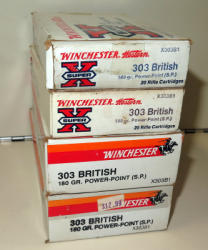 WINCHESTER Western
X
SUPER
303 British
180 gr. Power-Point (S.P.)
X303B1
20 Rifle Cartridges
WINCHESTER Western
X
SUPER
303 British
180 gr. Power-Point (S.P.)
X303B1
20 Rifle Cartridges
WINCHESTER
303 BRITISH
180 GR. POWER-POINT (S.P.)
X303B1
WINCHESTER
303 BRITISH
180 GR. POWER-POINT (S.P.)
X303B1